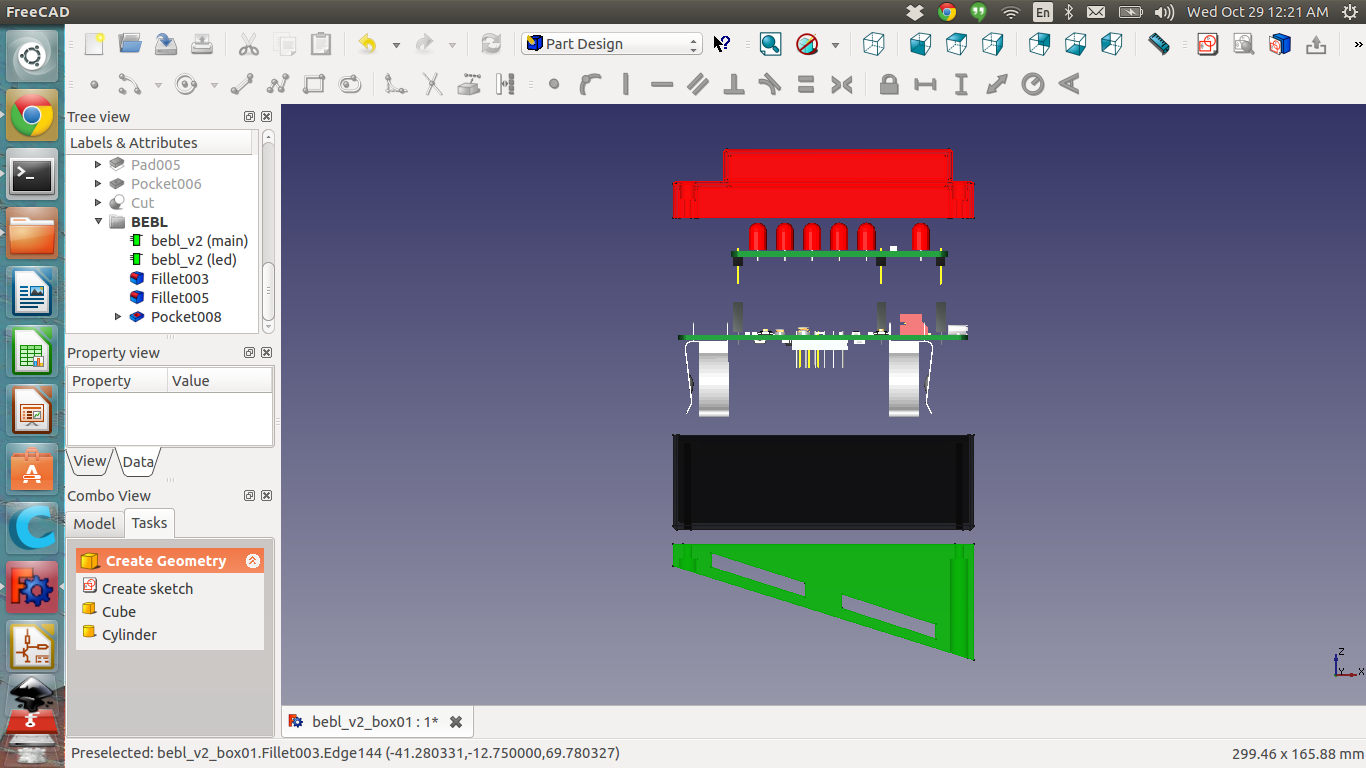 FreeCAD
En
Wed Oct 29 12:21 AM
Part Design
»
Tree view
Labels & Attributes
Pad005
Pocket006
Cut
BEBL
bebl_v2 (main)
bebl_v2 (led)
Fillet003
Fillet005
Pocket008
Property view
Property Value
View Data
Combo View
Model Tasks
Create Geometry
Create sketch
Cube
Cylinder
Z
Y X
bebl_v2_box01 : 1*
Preselected: bebl_v2_box01.Fillet003.Edge144 (-41.280331,-12.750000,69.780327)
299.46 x 165.88 mm